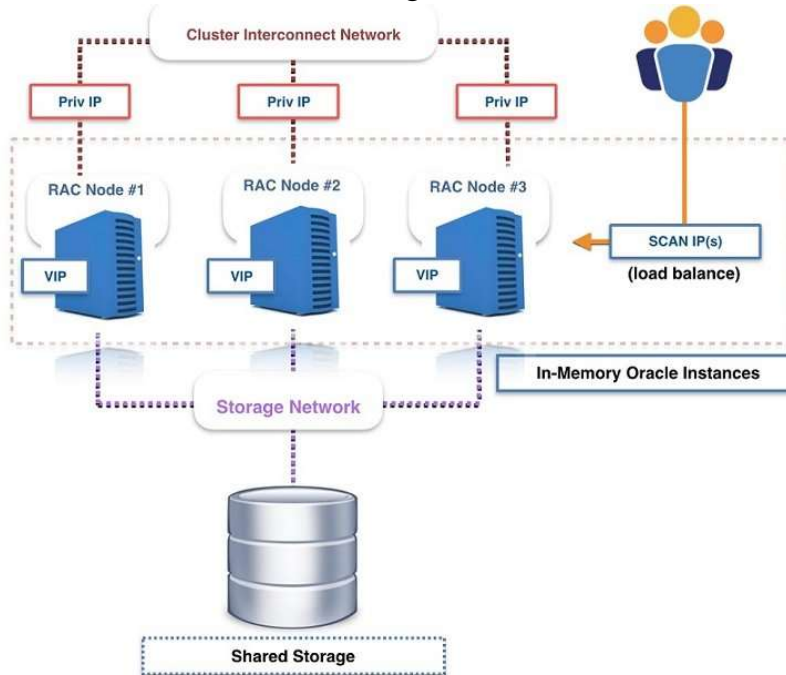 Cluster Interconnect Network
Priv IP
Priv IP
Priv IP
RAC Node #1
RAC Node #2
RAC Node #3
VIP
VIP
VIP
SCAN IP(s)
(load balance)
In-Memory Oracle Instances
Storage Network
Shared Storage